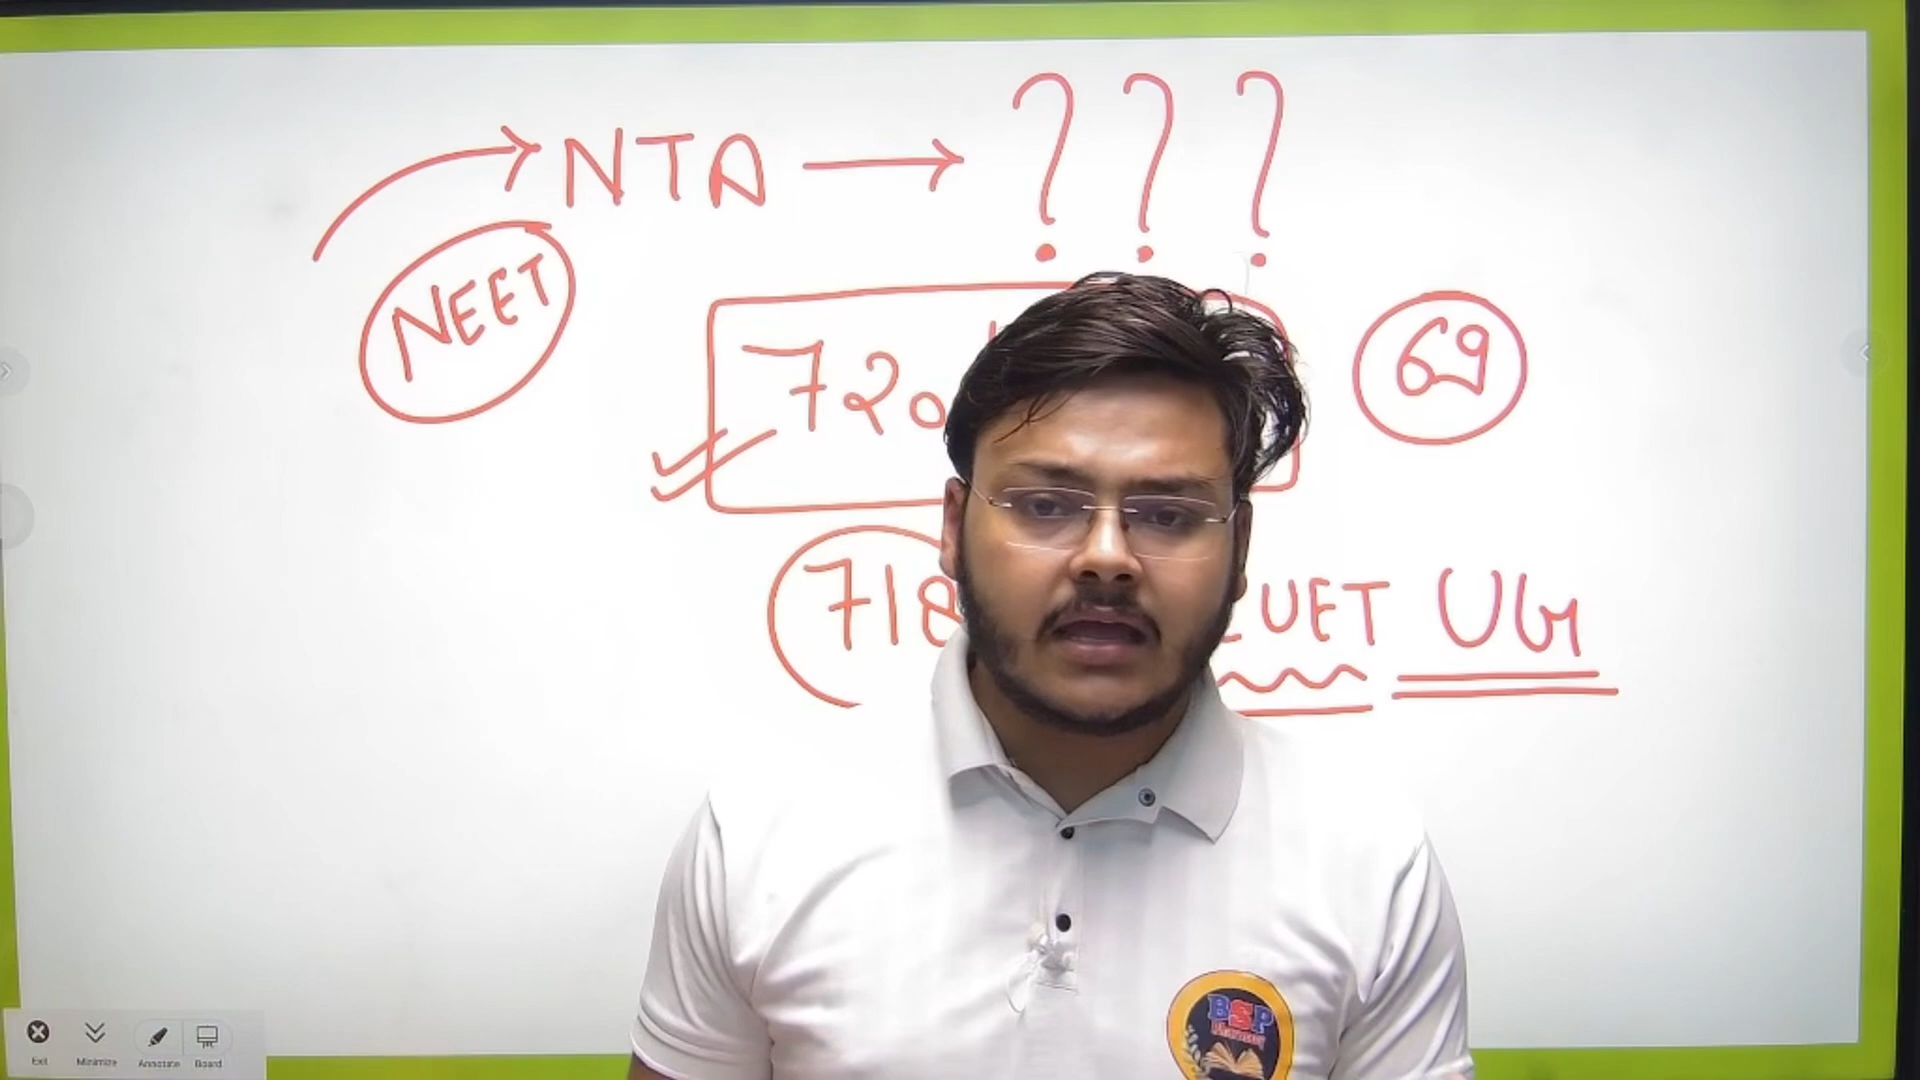 NTA → ? ? ?
NEET
720
69
718
UET UG
BSP
Exit
Minimize
Annotate
Board